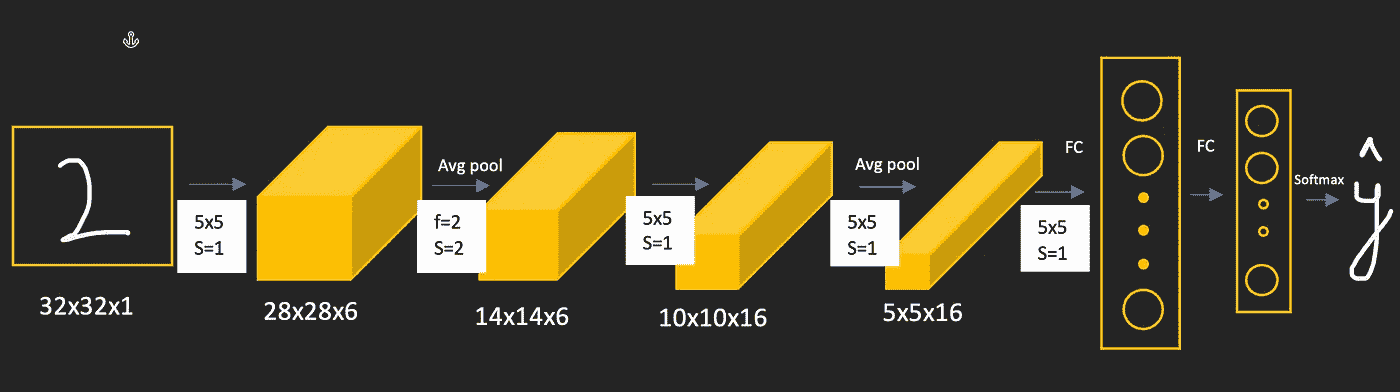 2
32x32x1
5x5
S=1
28x28x6
Avg pool
f=2
S=2
14x14x6
5x5
S=1
10x10x16
Avg pool
5x5
S=1
5x5x16
FC
5x5
S=1
FC
Softmax
ŷ